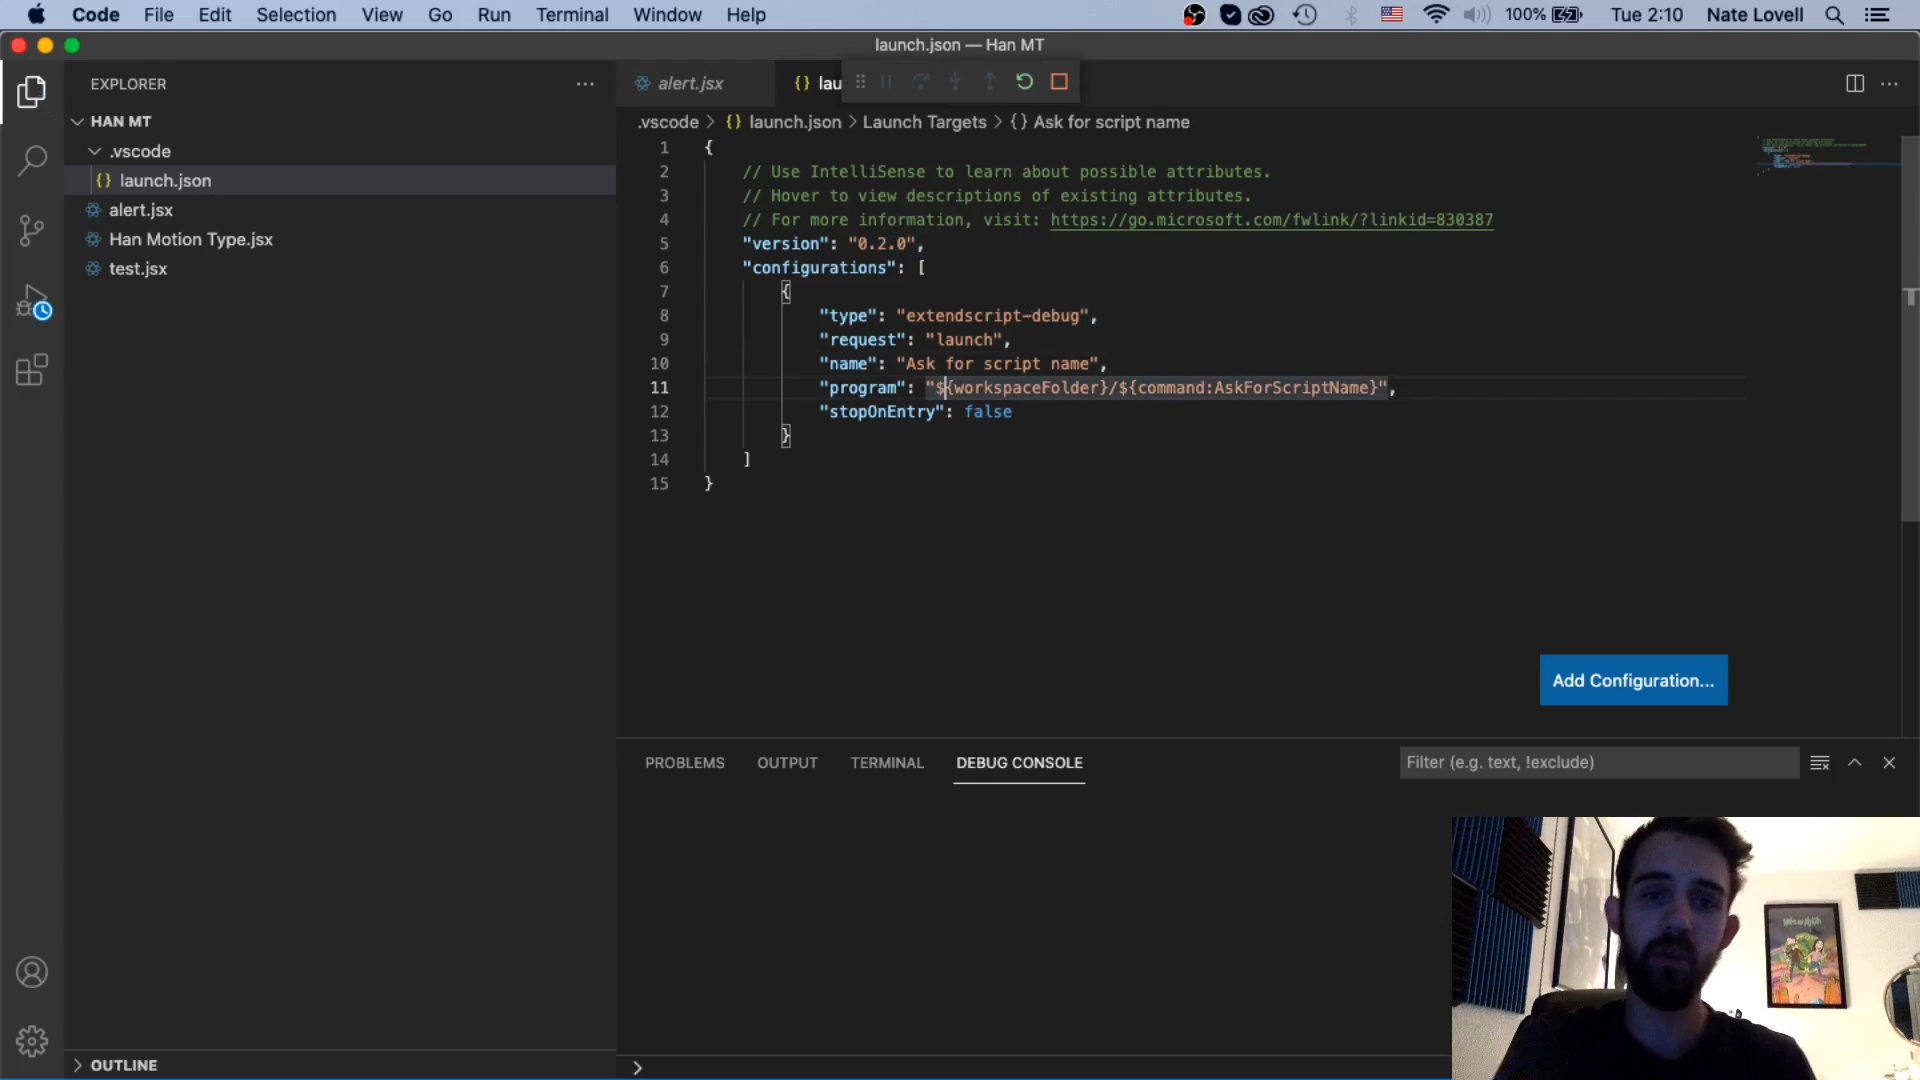 Code File Edit Selection View Go Run Terminal Window Help 100% Tue 2:10 Nate Lovell
launch.json — Han MT
EXPLORER
alert.jsx
lau
.vscode > {} launch.json > Launch Targets > {} Ask for script name
HAN MT
.vscode
launch.json
alert.jsx
Han Motion Type.jsx
test.jsx
1 {
2 // Use IntelliSense to learn about possible attributes.
3 // Hover to view descriptions of existing attributes.
4 // For more information, visit: https://go.microsoft.com/fwlink/?linkid=830387
5 "version": "0.2.0",
6 "configurations": [
7 {
8 "type": "extendscript-debug",
9 "request": "launch",
10 "name": "Ask for script name",
11 "program": "${workspaceFolder}/${command:AskForScriptName}",
12 "stopOnEntry": false
13 }
14 ]
15 }
Add Configuration...
PROBLEMS OUTPUT TERMINAL DEBUG CONSOLE
Filter (e.g. text, !exclude)
OUTLINE